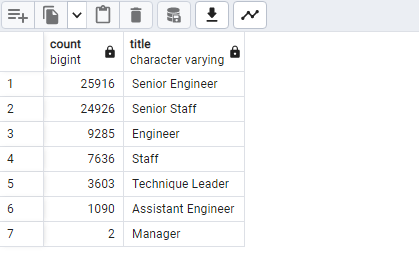 count title
bigint character varying
1 25916 Senior Engineer
2 24926 Senior Staff
3 9285 Engineer
4 7636 Staff
5 3603 Technique Leader
6 1090 Assistant Engineer
7 2 Manager